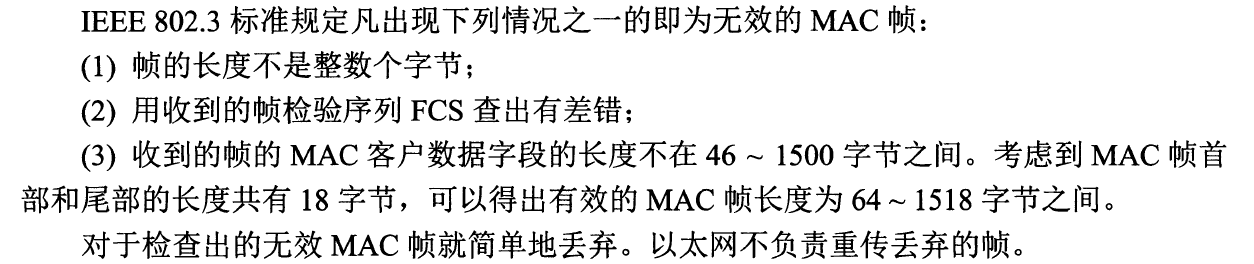 IEEE 802.3 标准规定凡出现下列情况之一的即为无效的 MAC 帧：
(1) 帧的长度不是整数个字节；
(2) 用收到的帧检验序列 FCS 查出有差错；
(3) 收到的帧的 MAC 客户数据字段的长度不在 46 ~ 1500 字节之间。考虑到 MAC 帧首
部和尾部的长度共有 18 字节，可以得出有效的 MAC 帧长度为 64 ~ 1518 字节之间。
对于检查出的无效 MAC 帧就简单地丢弃。以太网不负责重传丢弃的帧。